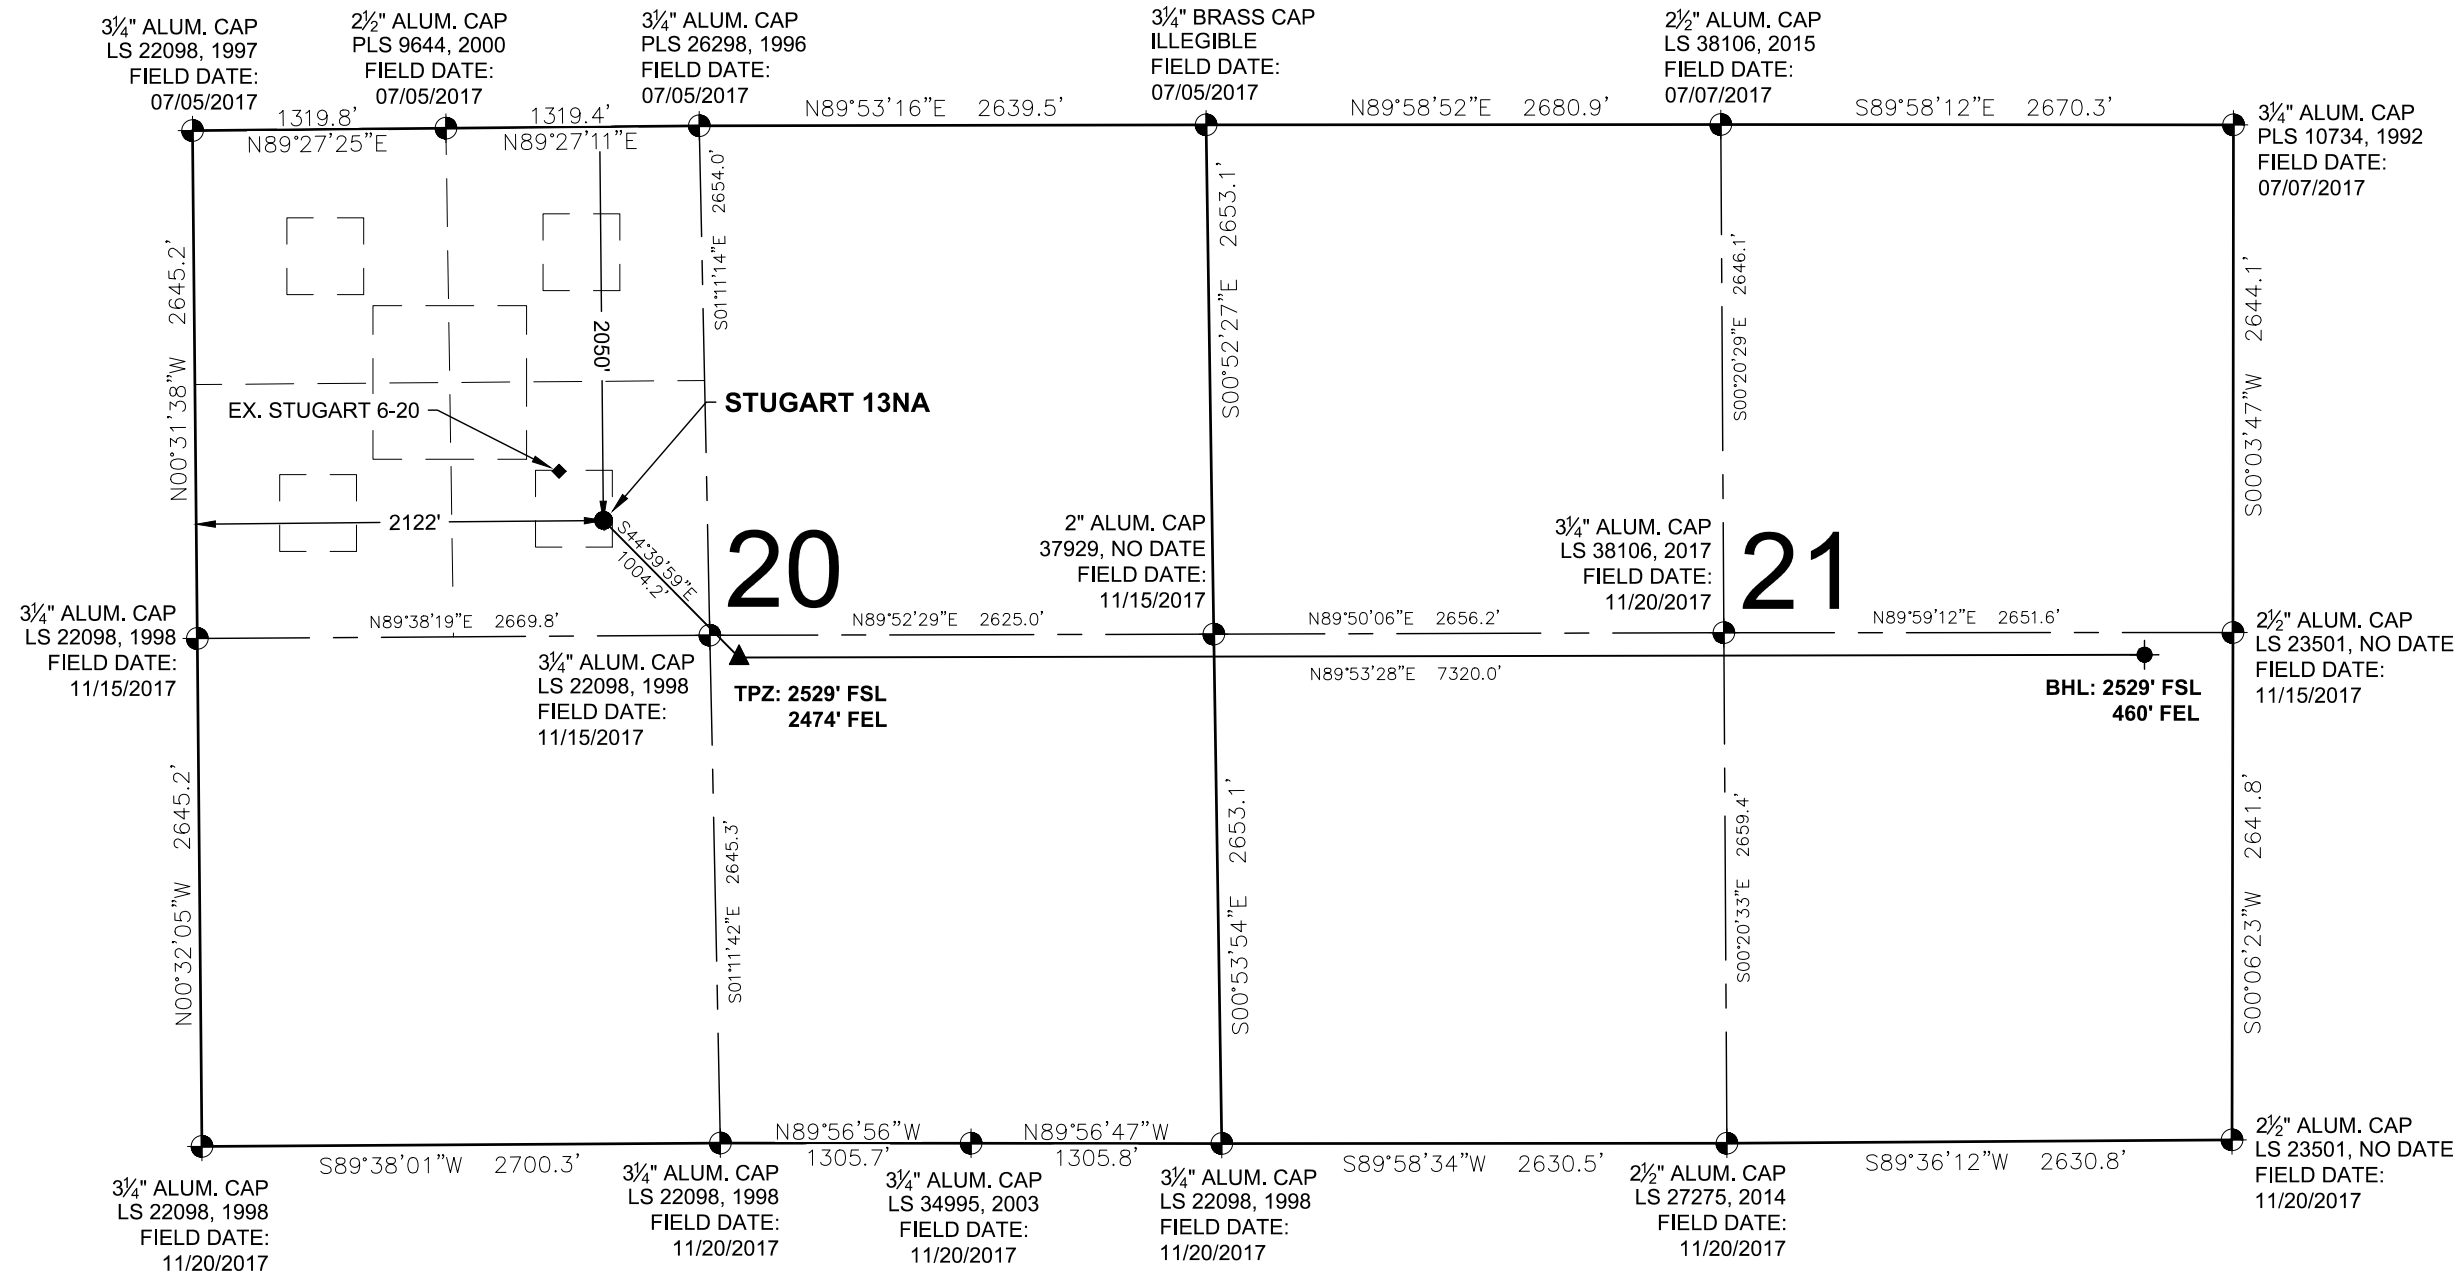 3¼" ALUM. CAP
LS 22098, 1997
FIELD DATE:
07/05/2017
2½" ALUM. CAP
PLS 9644, 2000
FIELD DATE:
07/05/2017
3¼" ALUM. CAP
PLS 26298, 1996
FIELD DATE:
07/05/2017
3¼" BRASS CAP
ILLEGIBLE
FIELD DATE:
07/05/2017
2½" ALUM. CAP
LS 38106, 2015
FIELD DATE:
07/07/2017
3¼" ALUM. CAP
PLS 10734, 1992
FIELD DATE:
07/07/2017
1319.8'
N89°27'25"E
1319.4'
N89°27'11"E
N89°53'16"E 2639.5'
N89°58'52"E 2680.9'
S89°58'12"E 2670.3'
N00°31'38"W 2645.2'
S01°11'14"E 2654.0'
S00°52'27"E 2653.1'
S00°20'29"E 2646.1'
S00°03'47"W 2644.1'
2050'
EX. STUGART 6-20
STUGART 13NA
2122'
S44°39'59"E
1004.2'
20
2" ALUM. CAP
37929, NO DATE
FIELD DATE:
11/15/2017
3¼" ALUM. CAP
LS 38106, 2017
FIELD DATE:
11/20/2017
21
3¼" ALUM. CAP
LS 22098, 1998
FIELD DATE:
11/15/2017
N89°38'19"E 2669.8'
N89°52'29"E 2625.0'
N89°50'06"E 2656.2'
N89°59'12"E 2651.6'
2½" ALUM. CAP
LS 23501, NO DATE
FIELD DATE:
11/15/2017
3¼" ALUM. CAP
LS 22098, 1998
FIELD DATE:
11/15/2017
TPZ: 2529' FSL
2474' FEL
N89°53'28"E 7320.0'
BHL: 2529' FSL
460' FEL
N00°32'05"W 2645.2'
S01°11'42"E 2645.3'
S00°53'54"E 2653.1'
S00°20'33"E 2659.4'
S00°06'23"W 2641.8'
S89°38'01"W 2700.3'
N89°56'56"W
1305.7'
N89°56'47"W
1305.8'
S89°58'34"W 2630.5'
S89°36'12"W 2630.8'
3¼" ALUM. CAP
LS 22098, 1998
FIELD DATE:
11/20/2017
3¼" ALUM. CAP
LS 22098, 1998
FIELD DATE:
11/20/2017
3¼" ALUM. CAP
LS 34995, 2003
FIELD DATE:
11/20/2017
3¼" ALUM. CAP
LS 22098, 1998
FIELD DATE:
11/20/2017
2½" ALUM. CAP
LS 27275, 2014
FIELD DATE:
11/20/2017
2½" ALUM. CAP
LS 23501, NO DATE
FIELD DATE:
11/20/2017